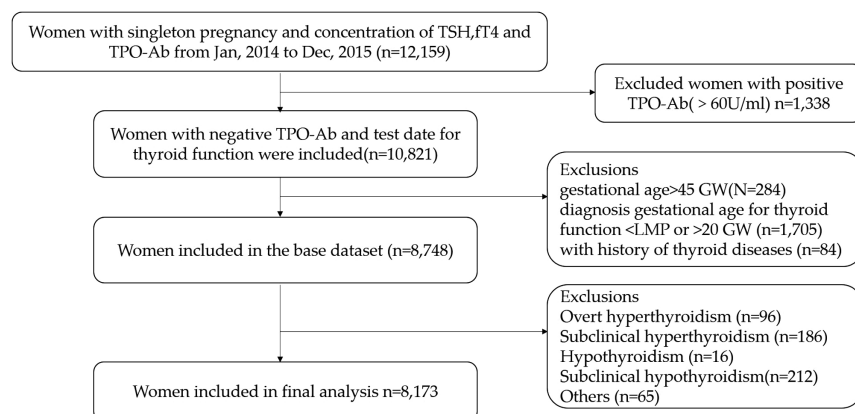 Women with singleton pregnancy and concentration of TSH,fT4 and
TPO-Ab from Jan, 2014 to Dec, 2015 (n=12,159)
Excluded women with positive
TPO-Ab( > 60U/ml) n=1,338
Women with negative TPO-Ab and test date for
thyroid function were included(n=10,821)
Exclusions
gestational age>45 GW(N=284)
diagnosis gestational age for thyroid
function <LMP or >20 GW (n=1,705)
with history of thyroid diseases (n=84)
Women included in the base dataset (n=8,748)
Exclusions
Overt hyperthyroidism (n=96)
Subclinical hyperthyroidism (n=186)
Hypothyroidism (n=16)
Subclinical hypothyroidism(n=212)
Others (n=65)
Women included in final analysis n=8,173